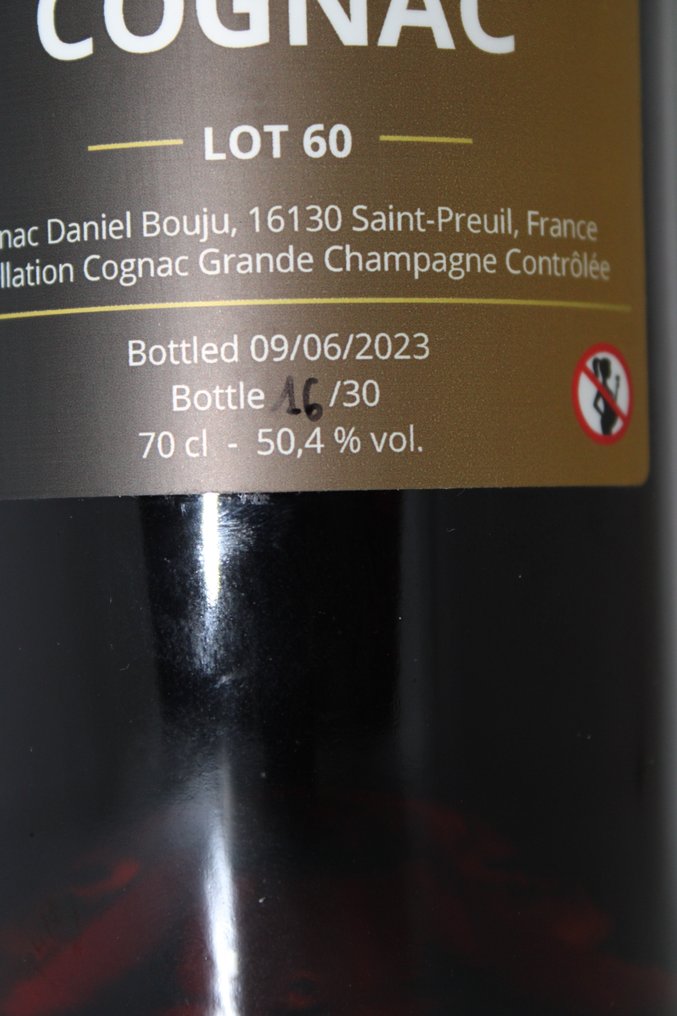 COGNAC
LOT 60
nac Daniel Bouju, 16130 Saint-Preuil, France
llation Cognac Grande Champagne Contrôlée
Bottled 09/06/2023
Bottle 16 /30
70 cl - 50,4 % vol.